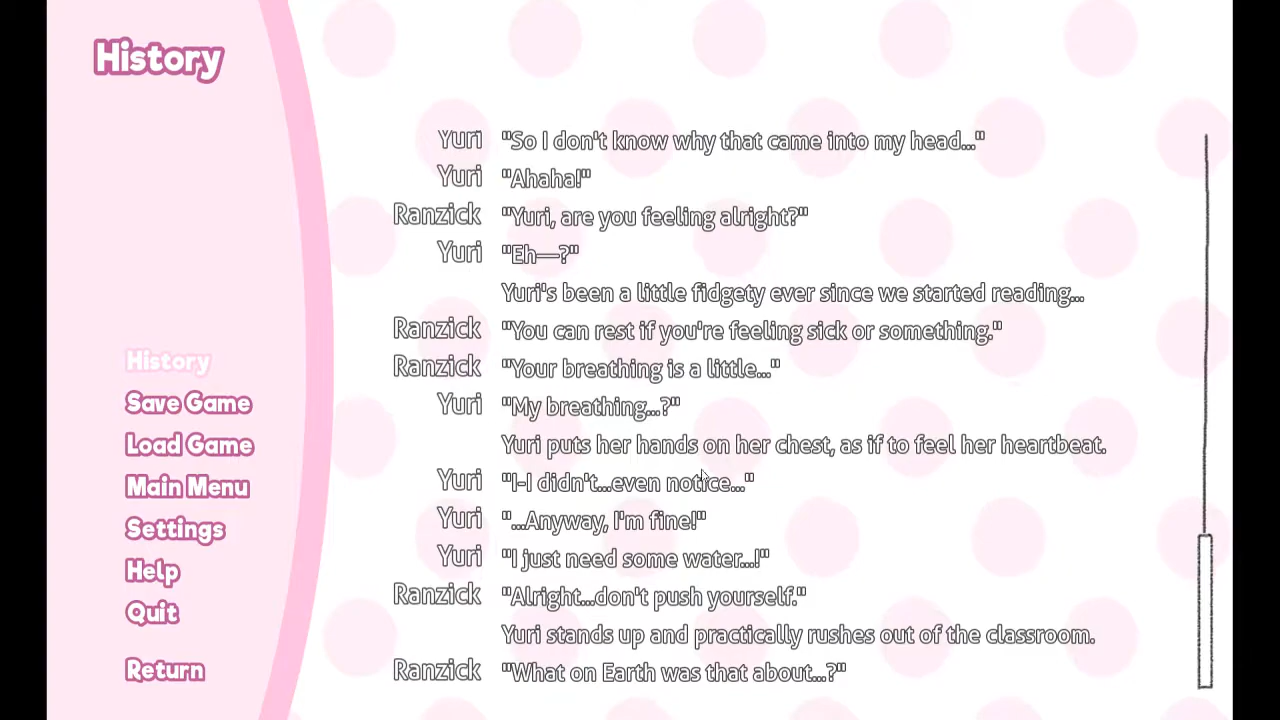 History
Yuri "So I don't know why that came into my head..."
Yuri "Ahaha!"
Ranzick "Yuri, are you feeling alright?"
Yuri "Eh—?"
Yuri's been a little fidgety ever since we started reading...
Ranzick "You can rest if you're feeling sick or something."
Ranzick "Your breathing is a little..."
Yuri "My breathing...?"
Yuri puts her hands on her chest, as if to feel her heartbeat.
Yuri "I-I didn't...even notice..."
Yuri "...Anyway, I'm fine!"
Yuri "I just need some water...!"
Ranzick "Alright...don't push yourself."
Yuri stands up and practically rushes out of the classroom.
Ranzick "What on Earth was that about...?"
History
Save Game
Load Game
Main Menu
Settings
Help
Quit
Return